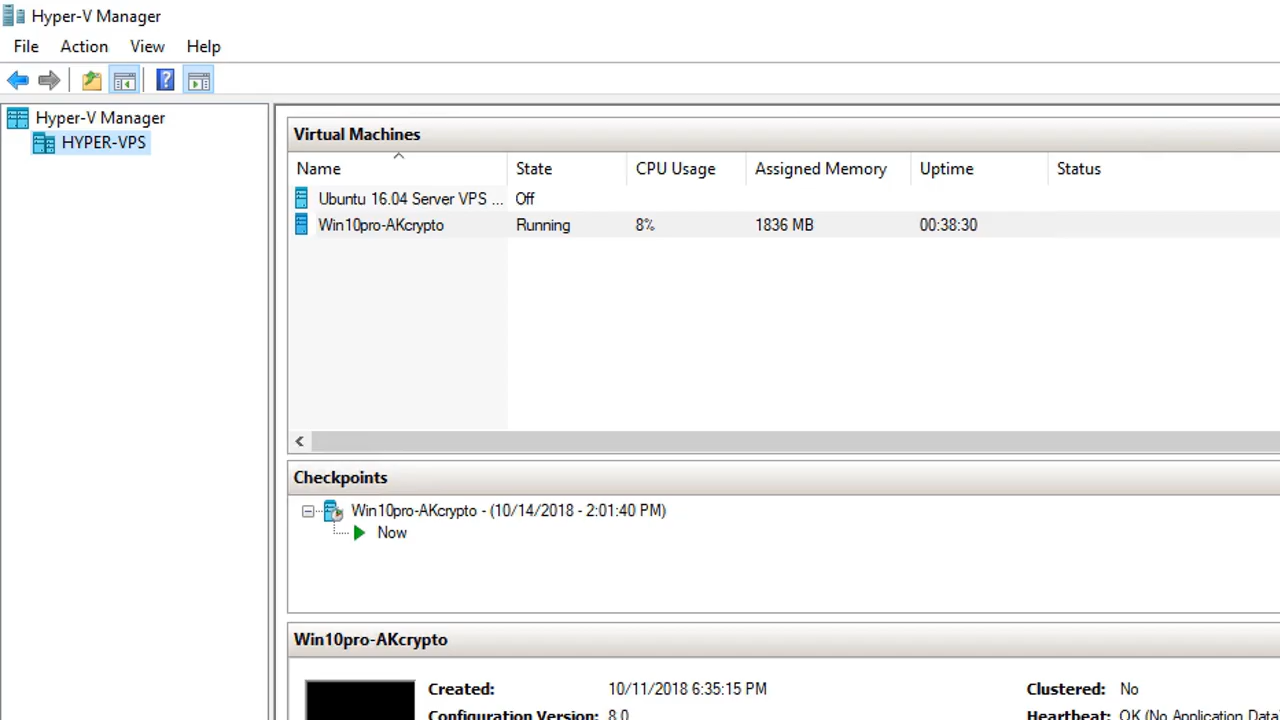 Hyper-V Manager
File Action View Help
Hyper-V Manager
HYPER-VPS
Virtual Machines
Name State CPU Usage Assigned Memory Uptime Status
Ubuntu 16.04 Server VPS ... Off
Win10pro-AKcrypto Running 8% 1836 MB 00:38:30
Checkpoints
Win10pro-AKcrypto - (10/14/2018 - 2:01:40 PM)
Now
Win10pro-AKcrypto
Created: 10/11/2018 6:35:15 PM Clustered: No
Configuration Version: 8.0 Heartbeat: OK (No Application Data)